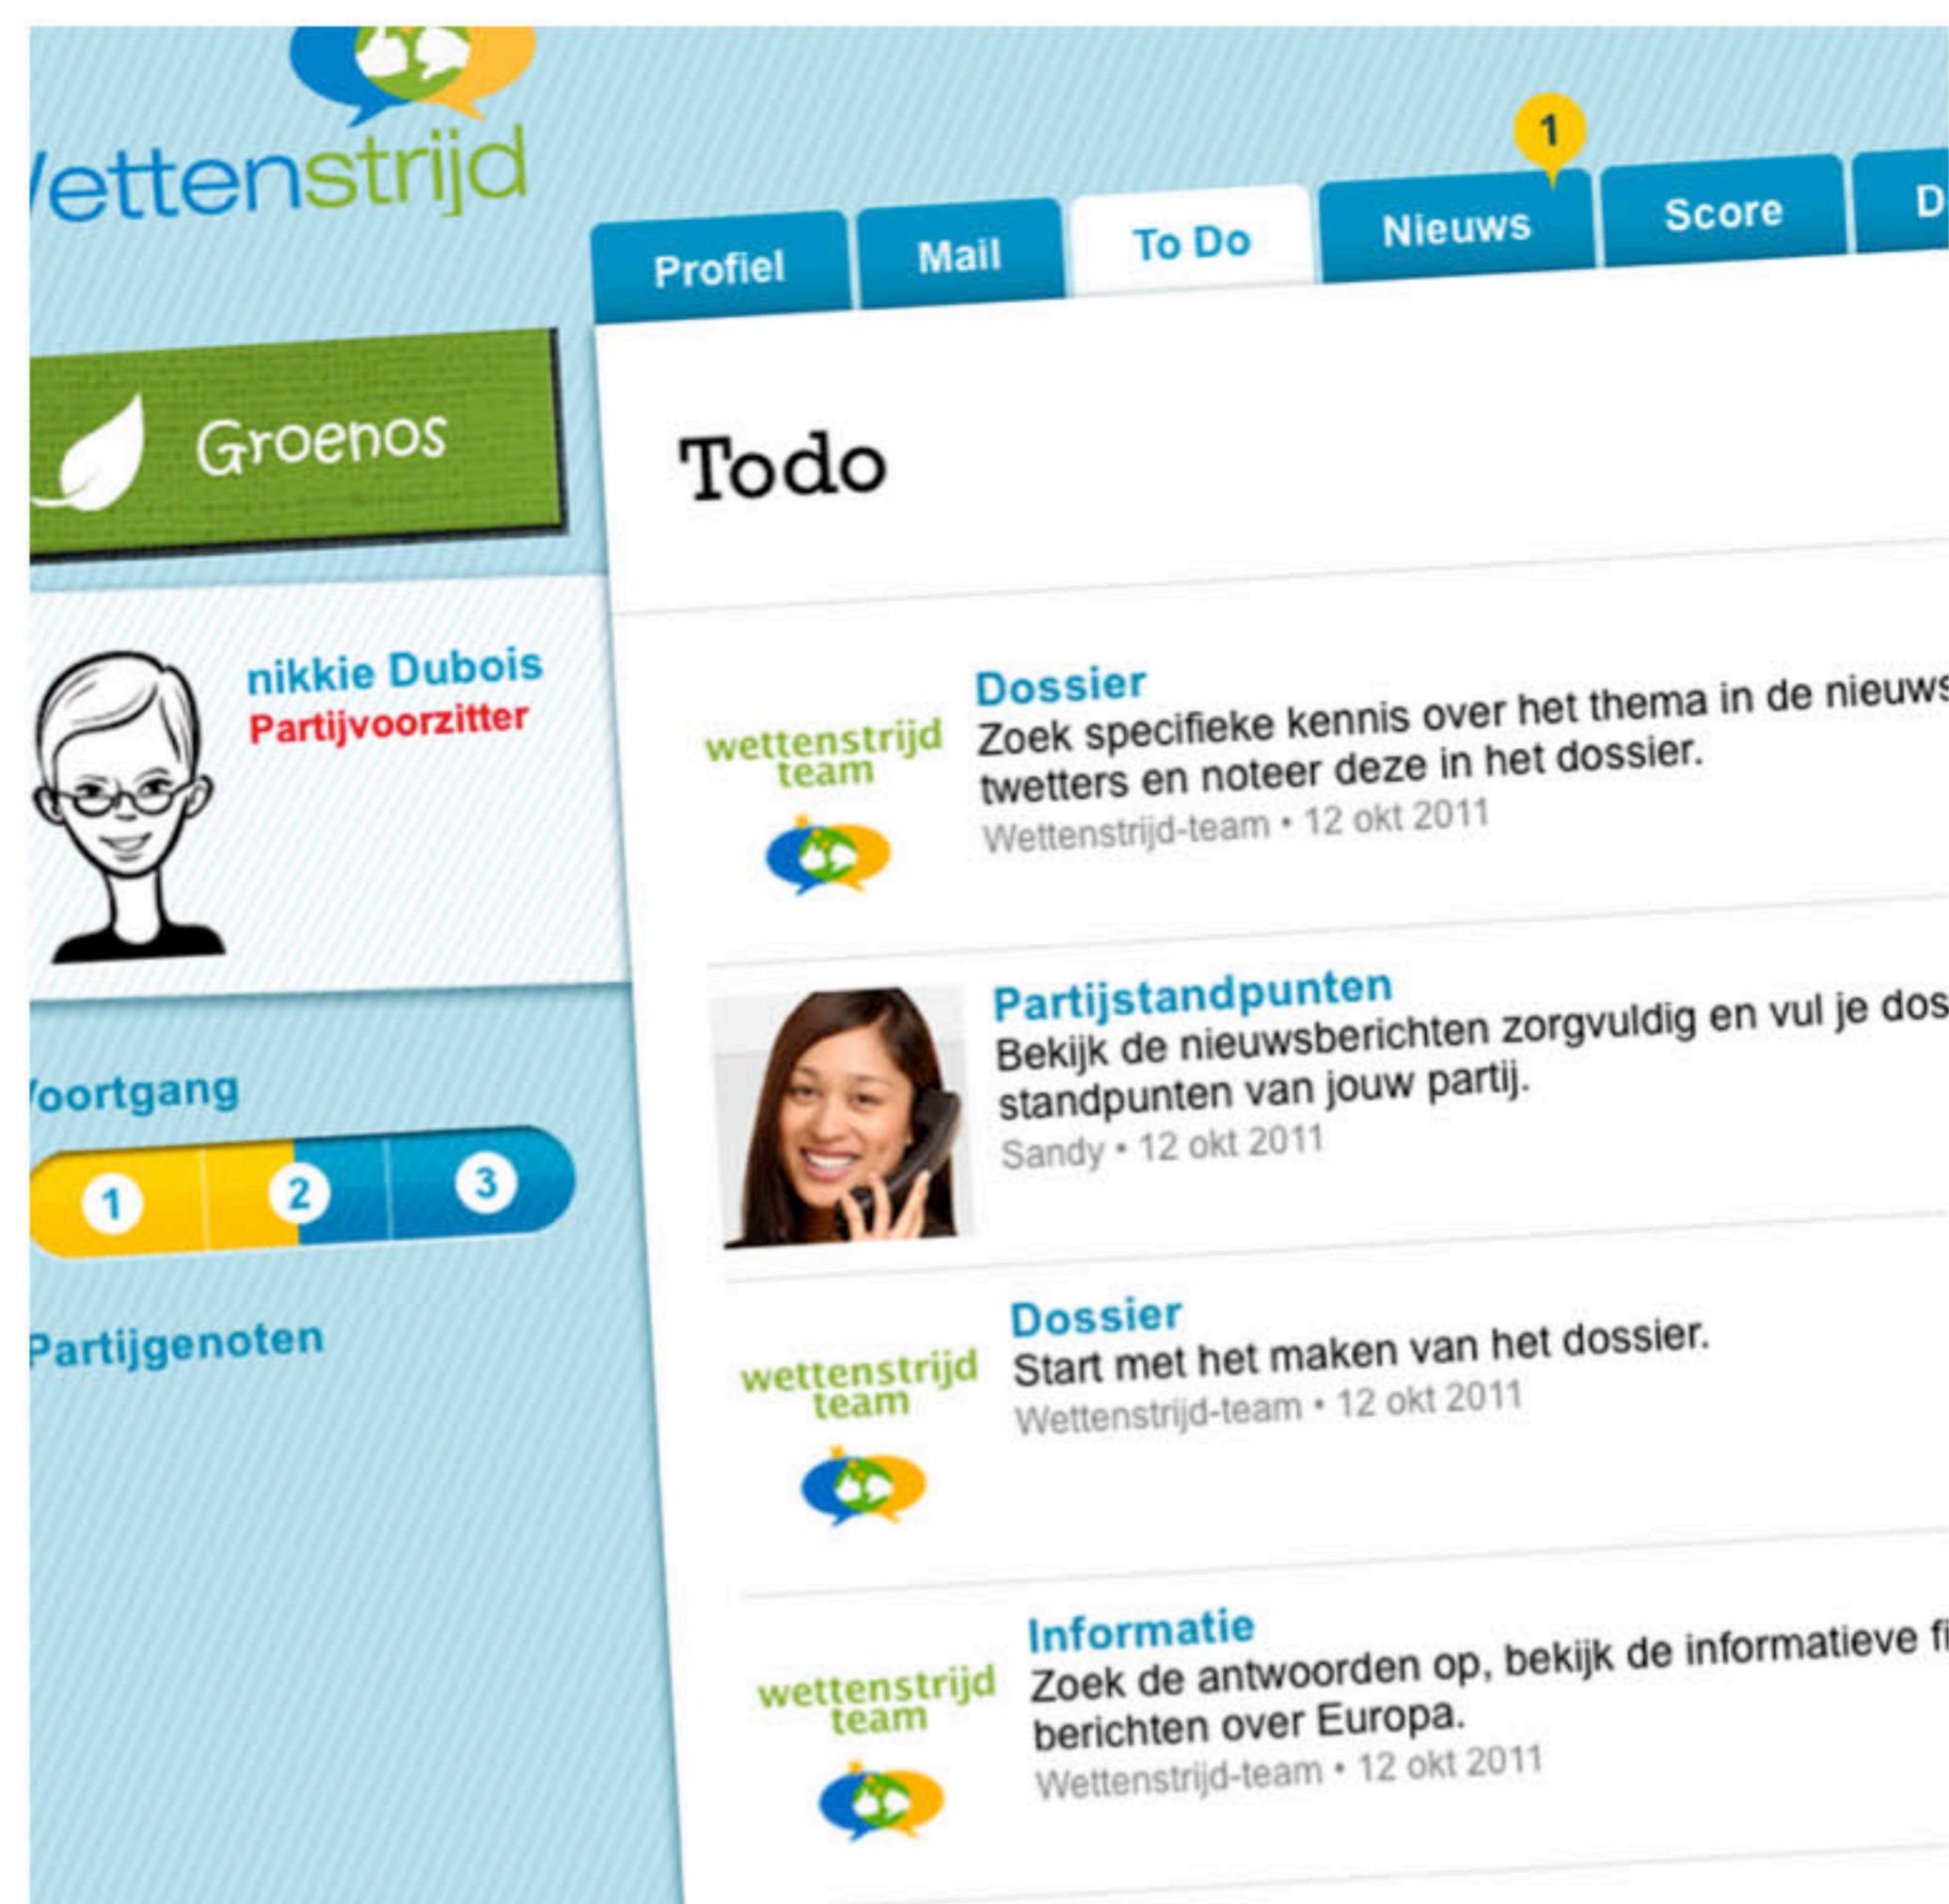 Wettenstrijd
1
Profiel
Mail
To Do
Nieuws
Score
Groenos
Todo
nikkie Dubois
Partijvoorzitter
Voortgang
1
2
3
Partijgenoten
wettenstrijd
team
Dossier
Zoek specifieke kennis over het thema in de nieuws
twetters en noteer deze in het dossier.
Wettenstrijd-team • 12 okt 2011
Partijstandpunten
Bekijk de nieuwsberichten zorgvuldig en vul je dos
standpunten van jouw partij.
Sandy • 12 okt 2011
wettenstrijd
team
Dossier
Start met het maken van het dossier.
Wettenstrijd-team • 12 okt 2011
wettenstrijd
team
Informatie
Zoek de antwoorden op, bekijk de informatieve fi
berichten over Europa.
Wettenstrijd-team • 12 okt 2011